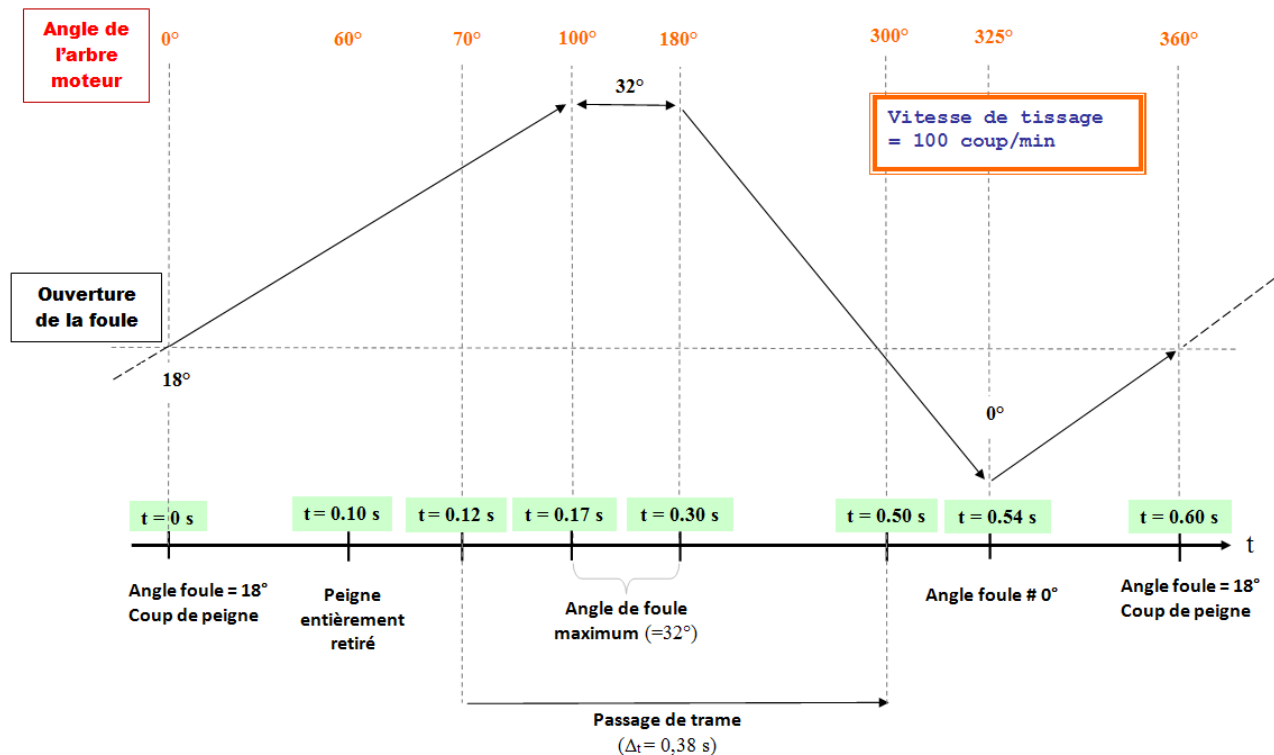 Angle de
l'arbre
moteur
0°
60°
70°
100°
180°
300°
325°
360°
32°
Vitesse de tissage
= 100 coup/min
Ouverture
de la foule
18°
0°
t = 0 s
t = 0.10 s
t = 0.12 s
t = 0.17 s
t = 0.30 s
t = 0.50 s
t = 0.54 s
t = 0.60 s
t
Angle foule = 18°
Coup de peigne
Peigne
entièrement
retiré
Angle de foule
maximum (=32°)
Angle foule # 0°
Angle foule = 18°
Coup de peigne
Passage de trame
(Δt = 0,38 s)